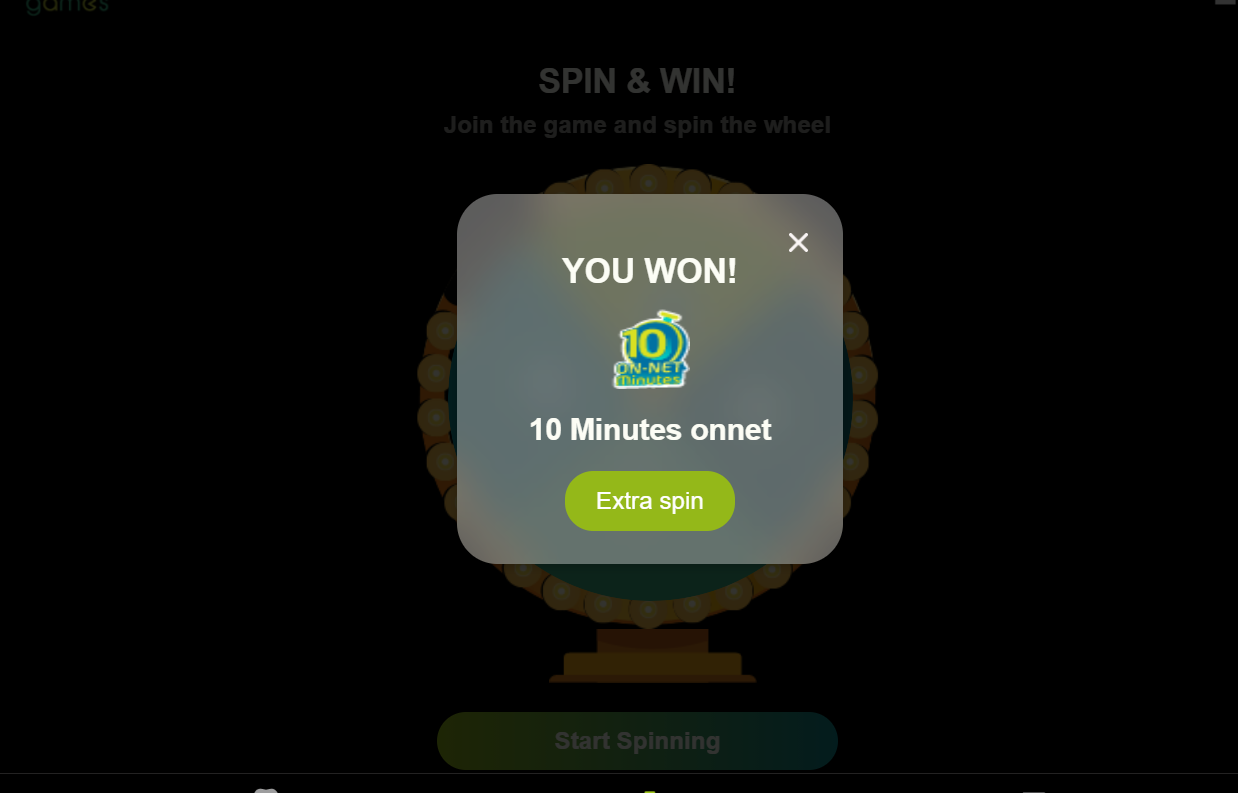 games
SPIN & WIN!
Join the game and spin the wheel
YOU WON!
10
ON-NET
Minutes
10 Minutes onnet
Extra spin
Start Spinning